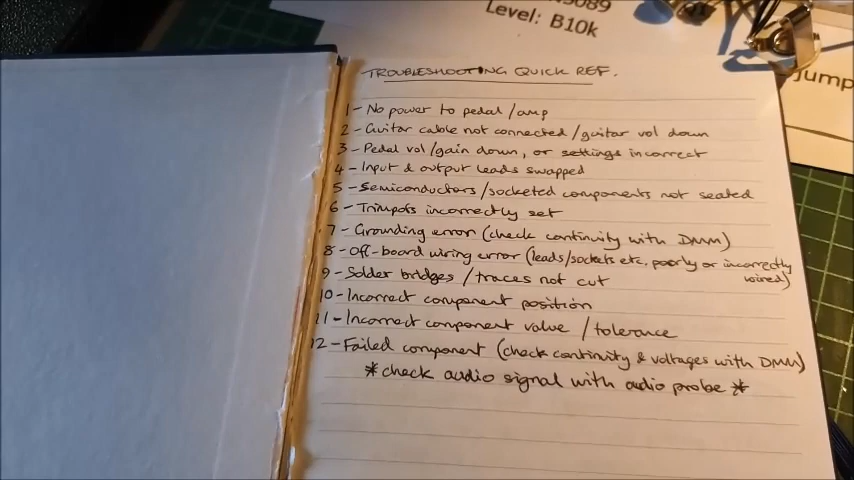 5089
Level: B10k
jump
TROUBLESHOOTING QUICK REF.
1 - No power to pedal/amp
2 - Guitar cable not connected/guitar vol down
3 - Pedal vol/gain down, or settings incorrect
4 - Input & output leads swapped
5 - Semiconductors/socketed components not seated
6 - Trimpots incorrectly set
7 - Grounding error (check continuity with DMM)
8 - Off-board wiring error (leads/sockets etc. poorly or incorrectly
wired)
9 - Solder bridges/traces not cut
10 - Incorrect component position
11 - Incorrect component value/tolerance
12 - Failed component (check continuity & voltages with DMM)
*check audio signal with audio probe*